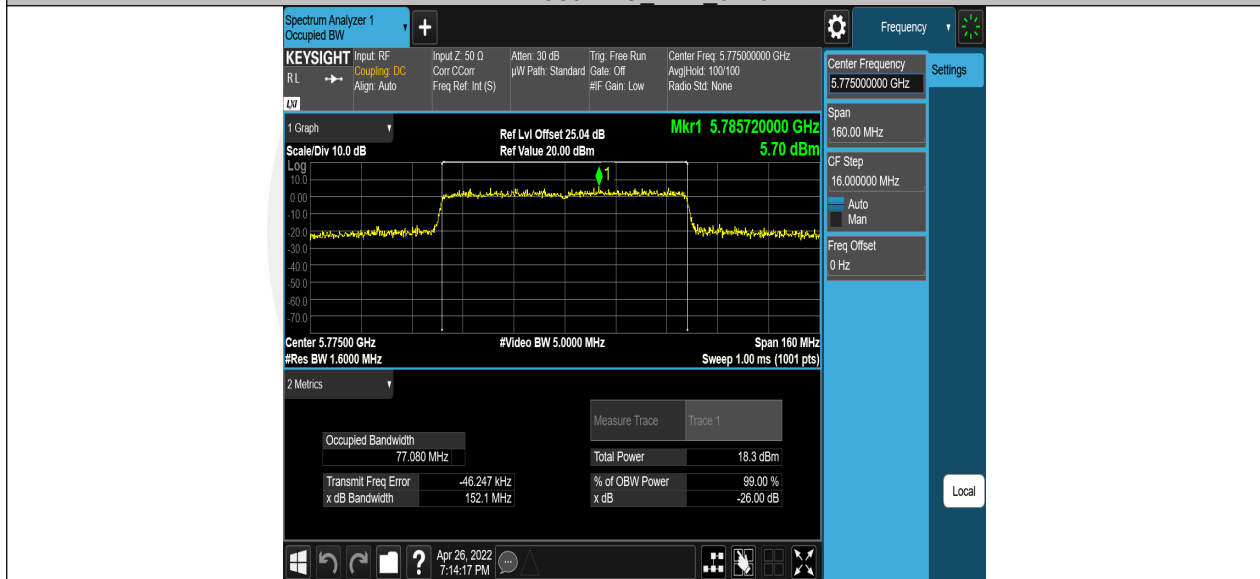 Spectrum Analyzer 1
Occupied BW
+
Frequency
KEYSIGHT
RL
LXI
Input: RF
Coupling: DC
Align: Auto
Input Z: 50 Ω
Corr CCorr
Freq Ref: Int (S)
Atten: 30 dB
µW Path: Standard
Trig: Free Run
Gate: Off
#IF Gain: Low
Center Freq: 5.775000000 GHz
Avg|Hold: 100/100
Radio Std: None
Center Frequency
5.775000000 GHz
Settings
Span
160.00 MHz
CF Step
16.000000 MHz
Auto
Man
Freq Offset
0 Hz
1 Graph
Ref Lvl Offset 25.04 dB
Mkr1 5.785720000 GHz
Scale/Div 10.0 dB
Ref Value 20.00 dBm
5.70 dBm
Log
1
10.0
0.00
-10.0
-20.0
-30.0
-40.0
-50.0
-60.0
-70.0
Center 5.77500 GHz
#Video BW 5.0000 MHz
Span 160 MHz
#Res BW 1.6000 MHz
Sweep 1.00 ms (1001 pts)
2 Metrics
Measure Trace
Trace 1
Occupied Bandwidth
77.080 MHz
Total Power
18.3 dBm
Transmit Freq Error
-46.247 kHz
% of OBW Power
99.00 %
x dB Bandwidth
152.1 MHz
x dB
-26.00 dB
Local
?
Apr 26, 2022
7:14:17 PM